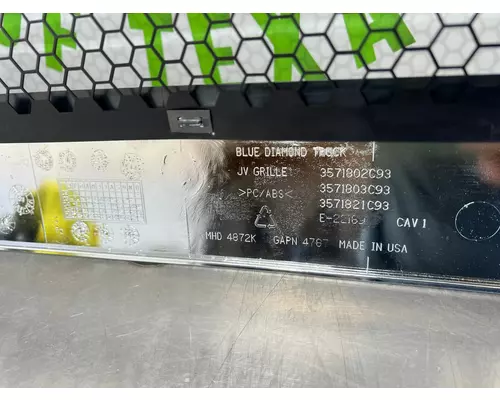 BLUE DIAMOND TRUCK
JV GRILLE 3571802C93
>PC/ABS< 3571803C93
3571821C93
CAV 1
MHD 4872K GAPN 4767 MADE IN USA